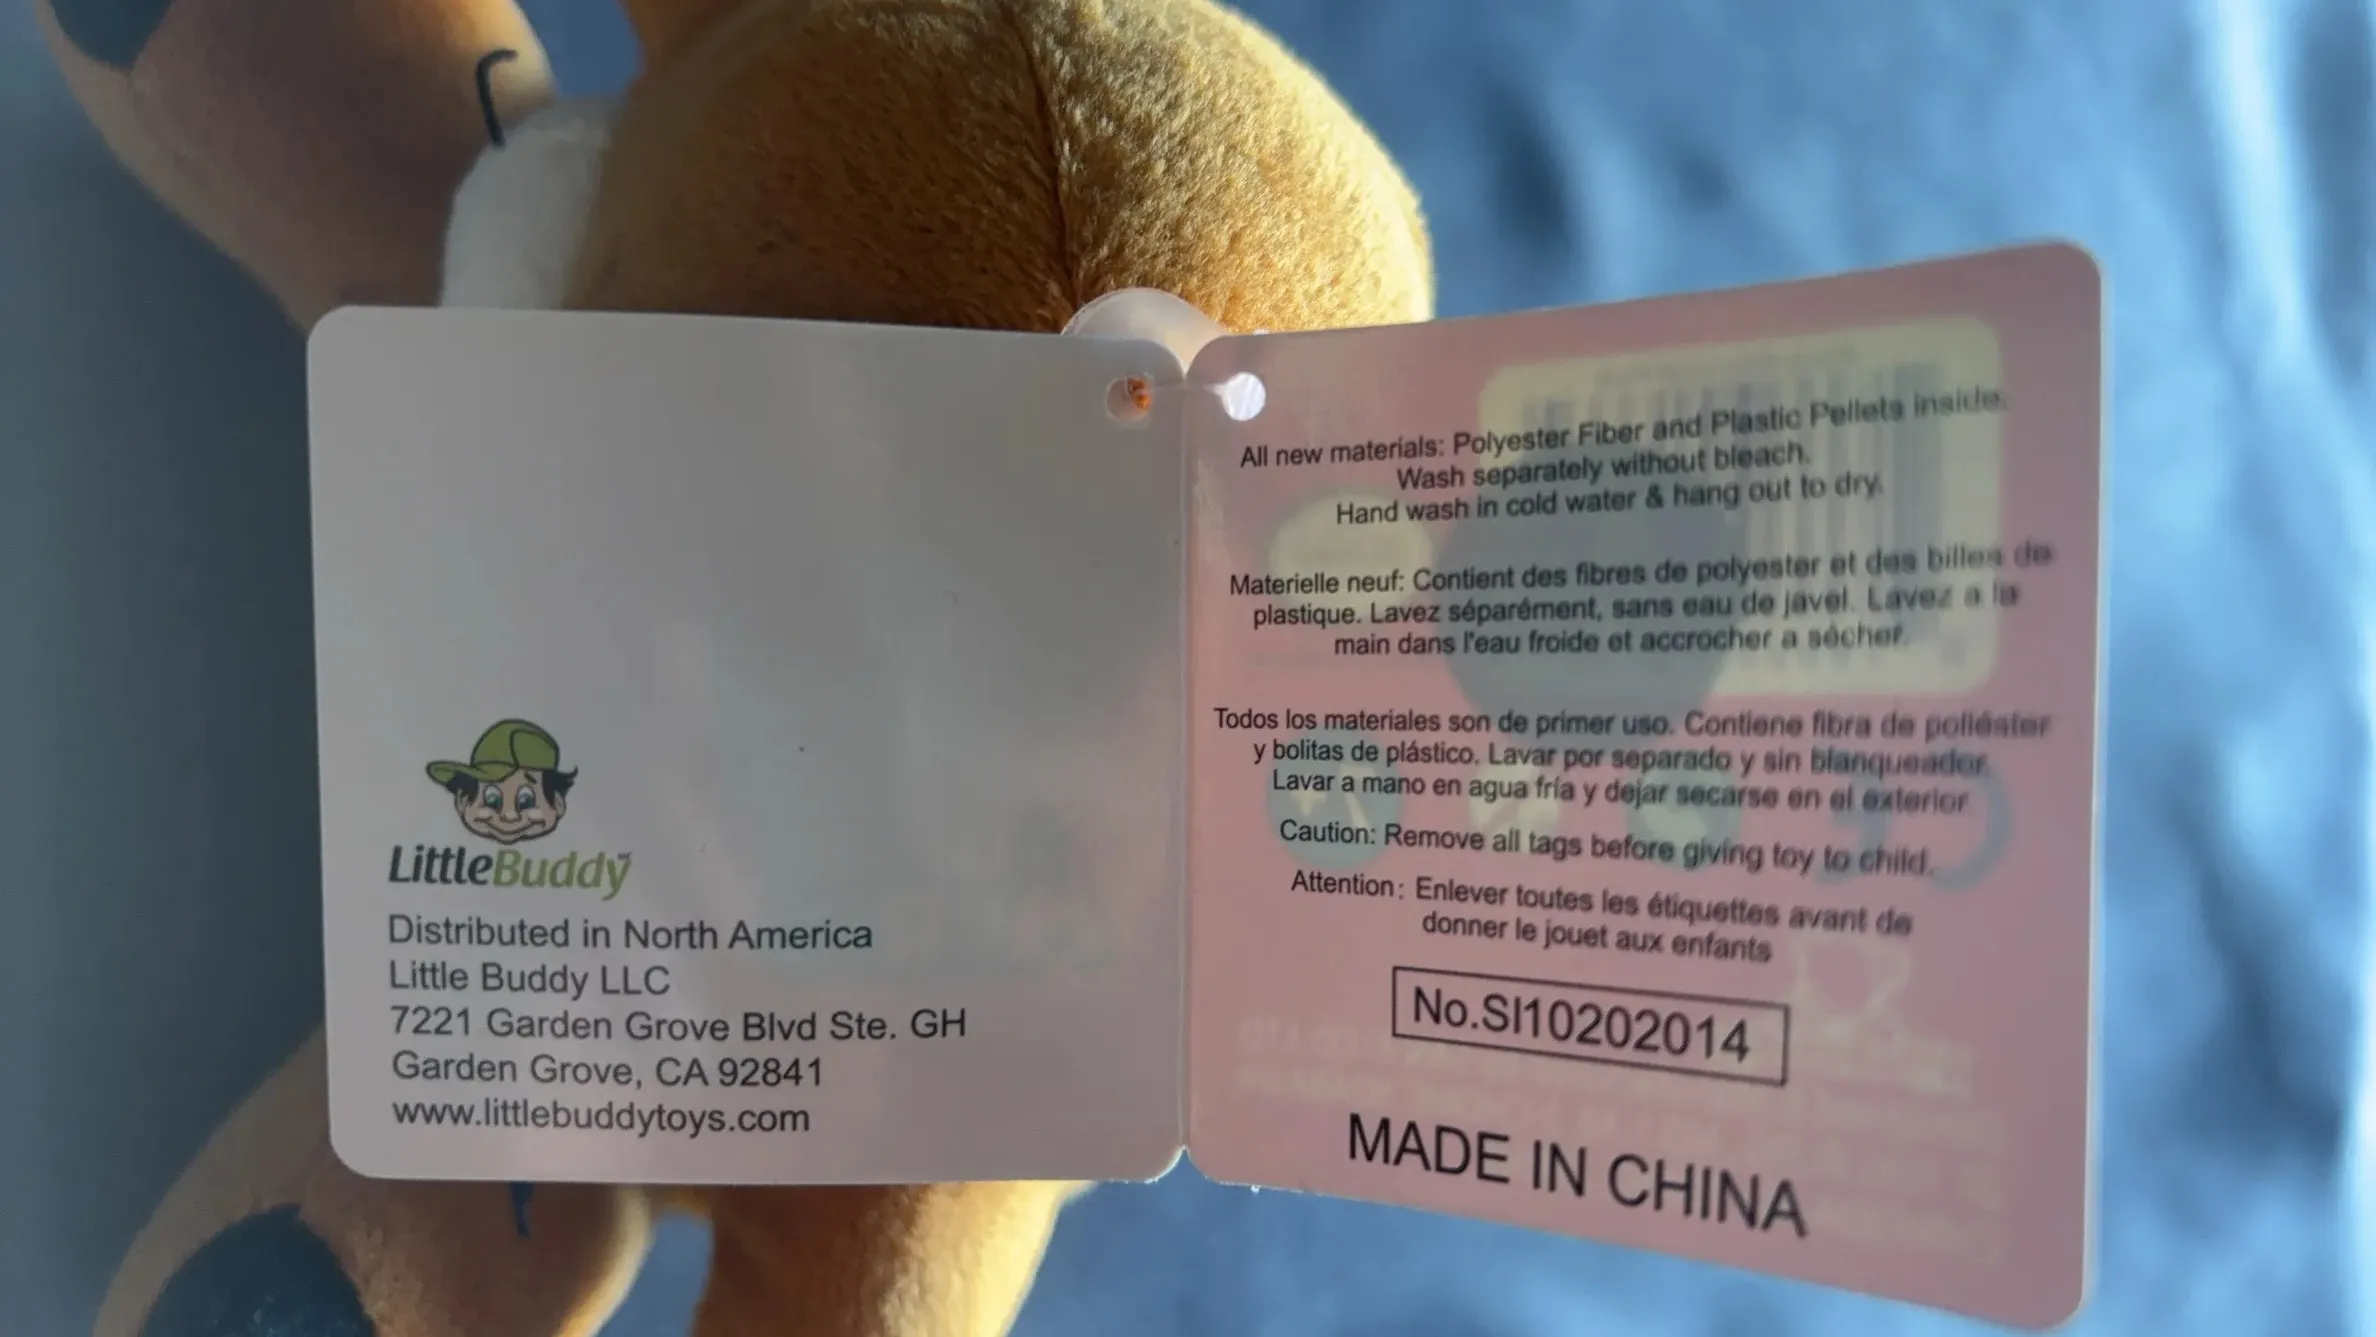 LittleBuddy
Distributed in North America
Little Buddy LLC
7221 Garden Grove Blvd Ste. GH
Garden Grove, CA 92841
www.littlebuddytoys.com
All new materials: Polyester Fiber and Plastic Pellets inside.
Wash separately without bleach.
Hand wash in cold water & hang out to dry.
Materielle neuf: Contient des fibres de polyester et des billes de
plastique. Lavez séparément, sans eau de javel. Lavez a la
main dans l'eau froide et accrocher a sécher.
Todos los materiales son de primer uso. Contiene fibra de poliéster
y bolitas de plástico. Lavar por separado y sin blanqueador.
Lavar a mano en agua fría y dejar secarse en el exterior
Caution: Remove all tags before giving toy to child.
Attention: Enlever toutes les étiquettes avant de
donner le jouet aux enfants
No.SI10202014
MADE IN CHINA